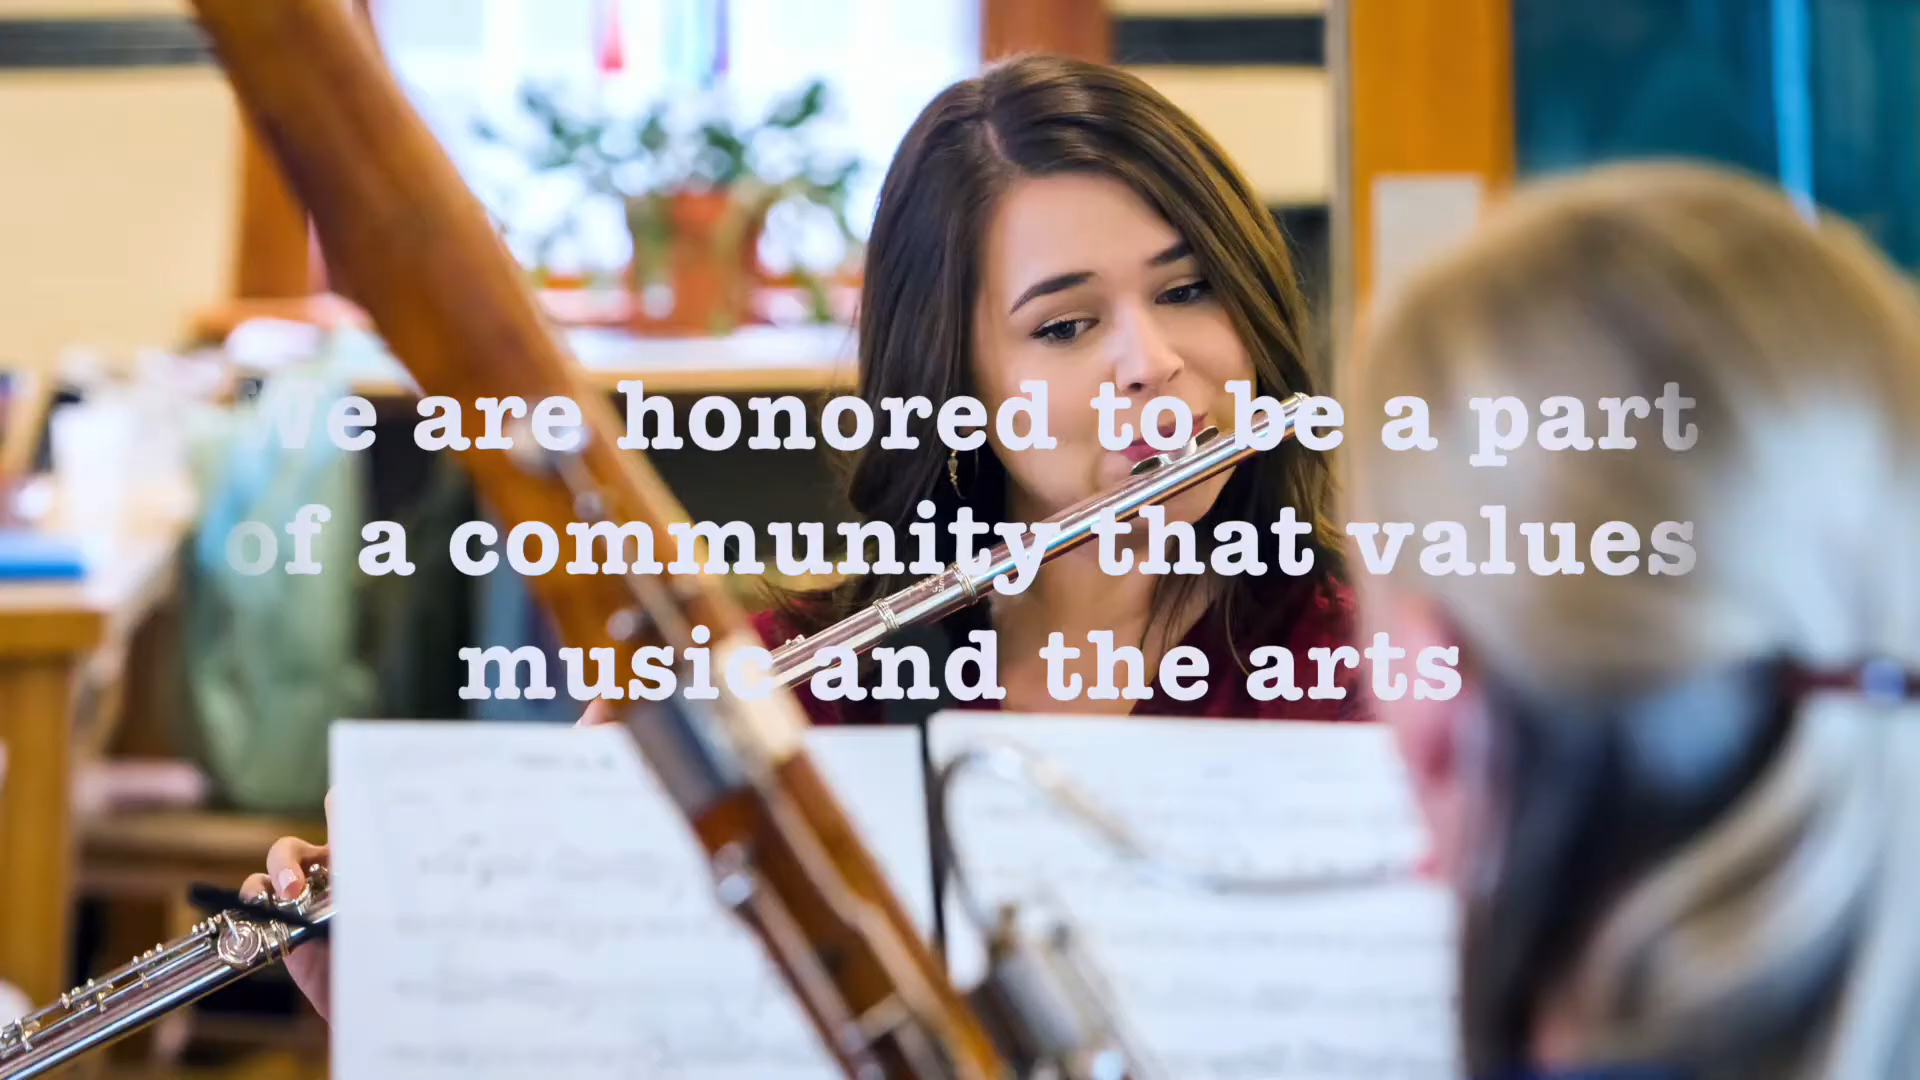 We are honored to be a part
of a community that values
music and the arts